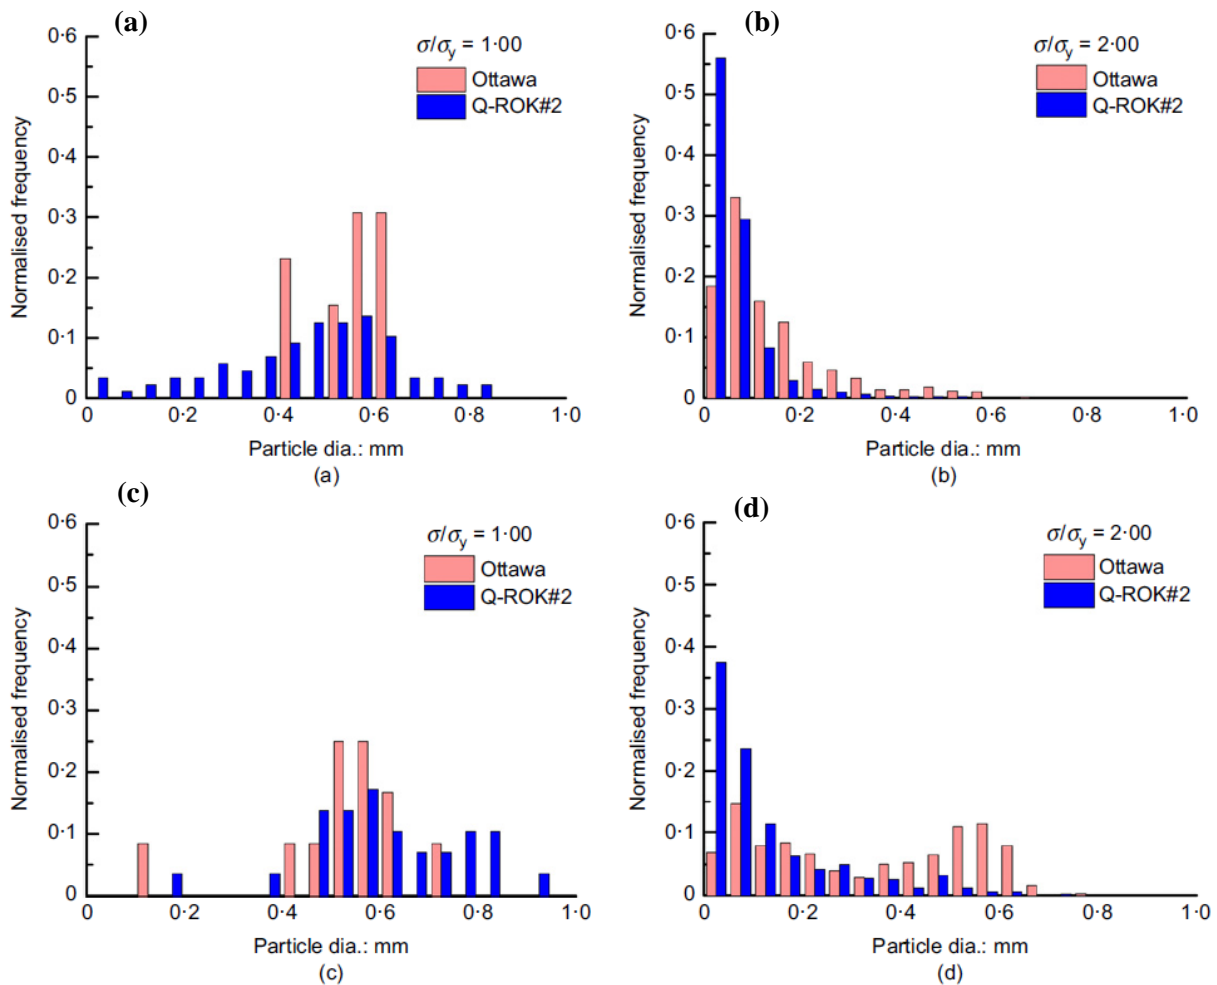 (a)
σ/σy = 1·00
Ottawa
Q-ROK#2
Normalised frequency
0·6
0·5
0·4
0·3
0·2
0·1
0
0 0·2 0·4 0·6 0·8 1·0
Particle dia.: mm
(a)
(b)
σ/σy = 2·00
Ottawa
Q-ROK#2
Normalised frequency
0·6
0·5
0·4
0·3
0·2
0·1
0
0 0·2 0·4 0·6 0·8 1·0
Particle dia.: mm
(b)
(c)
σ/σy = 1·00
Ottawa
Q-ROK#2
Normalised frequency
0·6
0·5
0·4
0·3
0·2
0·1
0
0 0·2 0·4 0·6 0·8 1·0
Particle dia.: mm
(c)
(d)
σ/σy = 2·00
Ottawa
Q-ROK#2
Normalised frequency
0·6
0·5
0·4
0·3
0·2
0·1
0
0 0·2 0·4 0·6 0·8 1·0
Particle dia.: mm
(d)